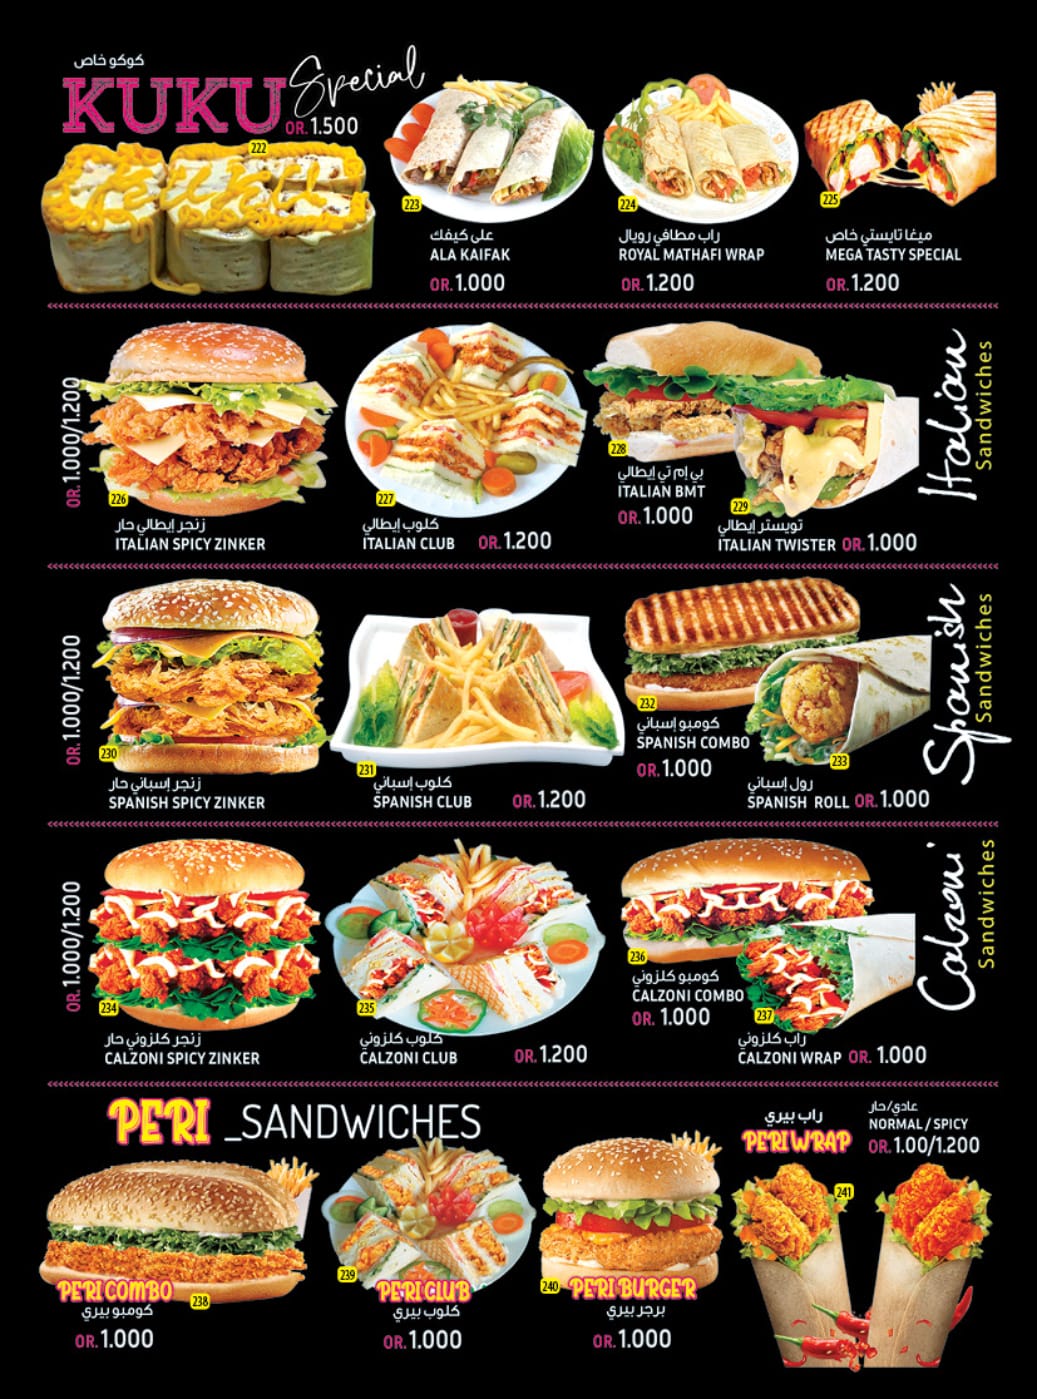 كوكو خاص
KUKU Special
OR. 1.500
222
223
على كيفك
ALA KAIFAK
OR. 1.000
224
راب مطافي رويال
ROYAL MATHAFI WRAP
OR. 1.200
225
ميغا تايستي خاص
MEGA TASTY SPECIAL
OR. 1.200
Italian
Sandwiches
OR. 1.000/1.200
226
زنجر إيطالي حار
ITALIAN SPICY ZINKER
227
كلوب إيطالي
ITALIAN CLUB OR. 1.200
228
بي إم تي إيطالي
ITALIAN BMT
OR. 1.000
229
تويستر إيطالي
ITALIAN TWISTER OR. 1.000
Spanish
Sandwiches
OR. 1.000/1.200
230
زنجر إسباني حار
SPANISH SPICY ZINKER
231
كلوب إسباني
SPANISH CLUB OR. 1.200
232
كومبو إسباني
SPANISH COMBO
OR. 1.000
233
رول إسباني
SPANISH ROLL OR. 1.000
Calzoni
Sandwiches
OR. 1.000/1.200
234
زنجر كلزوني حار
CALZONI SPICY ZINKER
235
كلوب كلزوني
CALZONI CLUB OR. 1.200
236
كومبو كلزوني
CALZONI COMBO
OR. 1.000
237
راب كلزوني
CALZONI WRAP OR. 1.000
PERI _SANDWICHES
PERI COMBO
238
كومبو بيري
OR. 1.000
239
PERI CLUB
كلوب بيري
OR. 1.000
240
PERI BURGER
برجر بيري
OR. 1.000
راب بيري
PERI WRAP
عادي/حار
NORMAL / SPICY
OR. 1.00/1.200
241